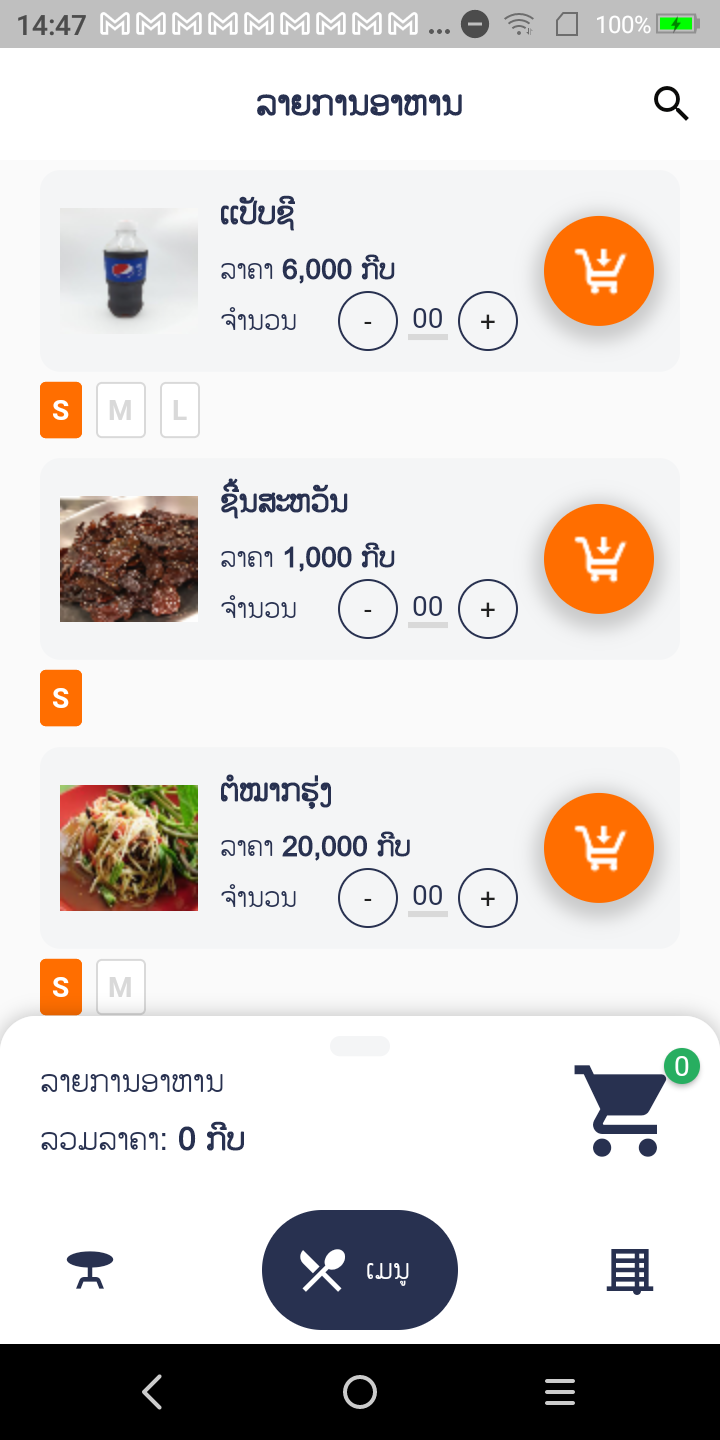 14:47
100%
ລາຍການອາຫານ
ແປັບຊີ
ລາຄາ 6,000 ກີບ
ຈຳນວນ - 00 +
S M L
ຊີ້ນສະຫວັນ
ລາຄາ 1,000 ກີບ
ຈຳນວນ - 00 +
S
ຕໍໝາກຮຸ່ງ
ລາຄາ 20,000 ກີບ
ຈຳນວນ - 00 +
S M
ລາຍການອາຫານ
0
ລວມລາຄາ: 0 ກີບ
ເມນູ